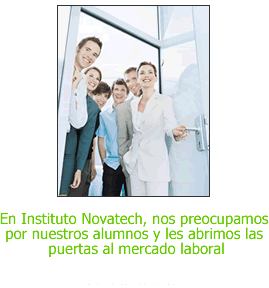 En Instituto Novatech, nos preocupamos
por nuestros alumnos y les abrimos las
puertas al mercado laboral